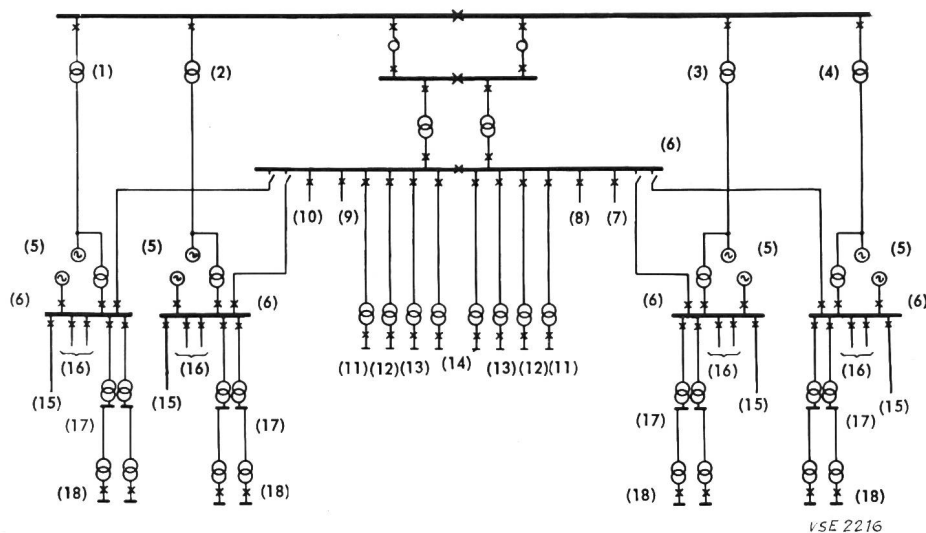 (1) (2) (3) (4)
(6)
(10) (9) (8) (7)
(5) (5) (5) (5)
(6) (6) (6) (6)
(11) (12) (13) (14) (13) (12) (11)
(16) (16) (16) (16)
(15) (15) (15) (15)
(17) (17) (17) (17)
(18) (18) (18) (18)
VSE 2216